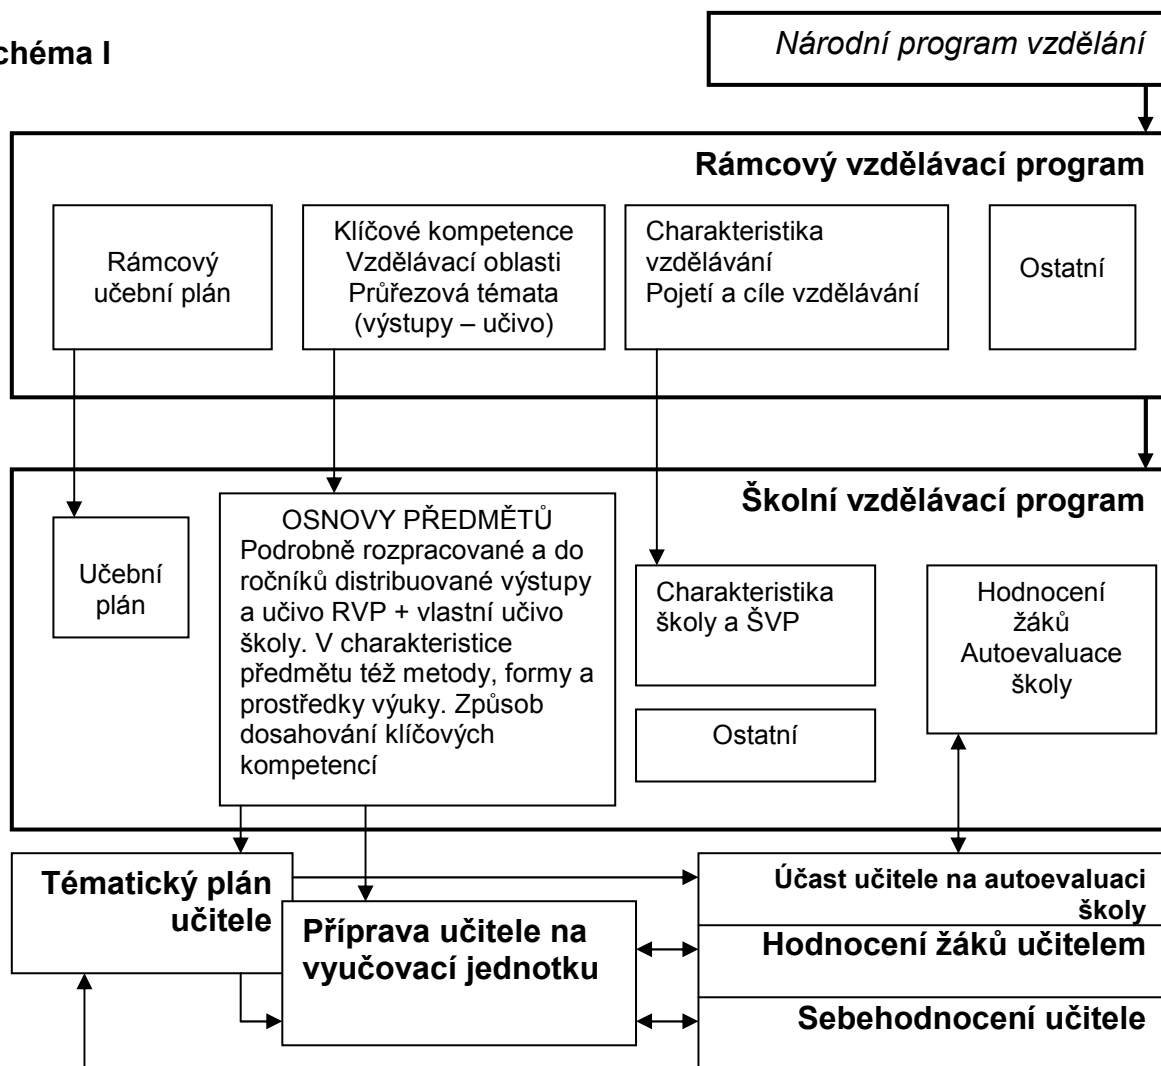 chéma I
Národní program vzdělání
Rámcový vzdělávací program
Rámcový
učební plán
Klíčové kompetence
Vzdělávací oblasti
Průřezová témata
(výstupy – učivo)
Charakteristika
vzdělávání
Pojetí a cíle vzdělávání
Ostatní
Školní vzdělávací program
Učební
plán
OSNOVY PŘEDMĚTŮ
Podrobně rozpracované a do
ročníků distribuované výstupy
a učivo RVP + vlastní učivo
školy. V charakteristice
předmětu též metody, formy a
prostředky výuky. Způsob
dosahování klíčových
kompetencí
Charakteristika
školy a ŠVP
Ostatní
Hodnocení
žáků
Autoevaluace
školy
Tématický plán
učitele
Příprava učitele na
vyučovací jednotku
Účast učitele na autoevaluaci
školy
Hodnocení žáků učitelem
Sebehodnocení učitele